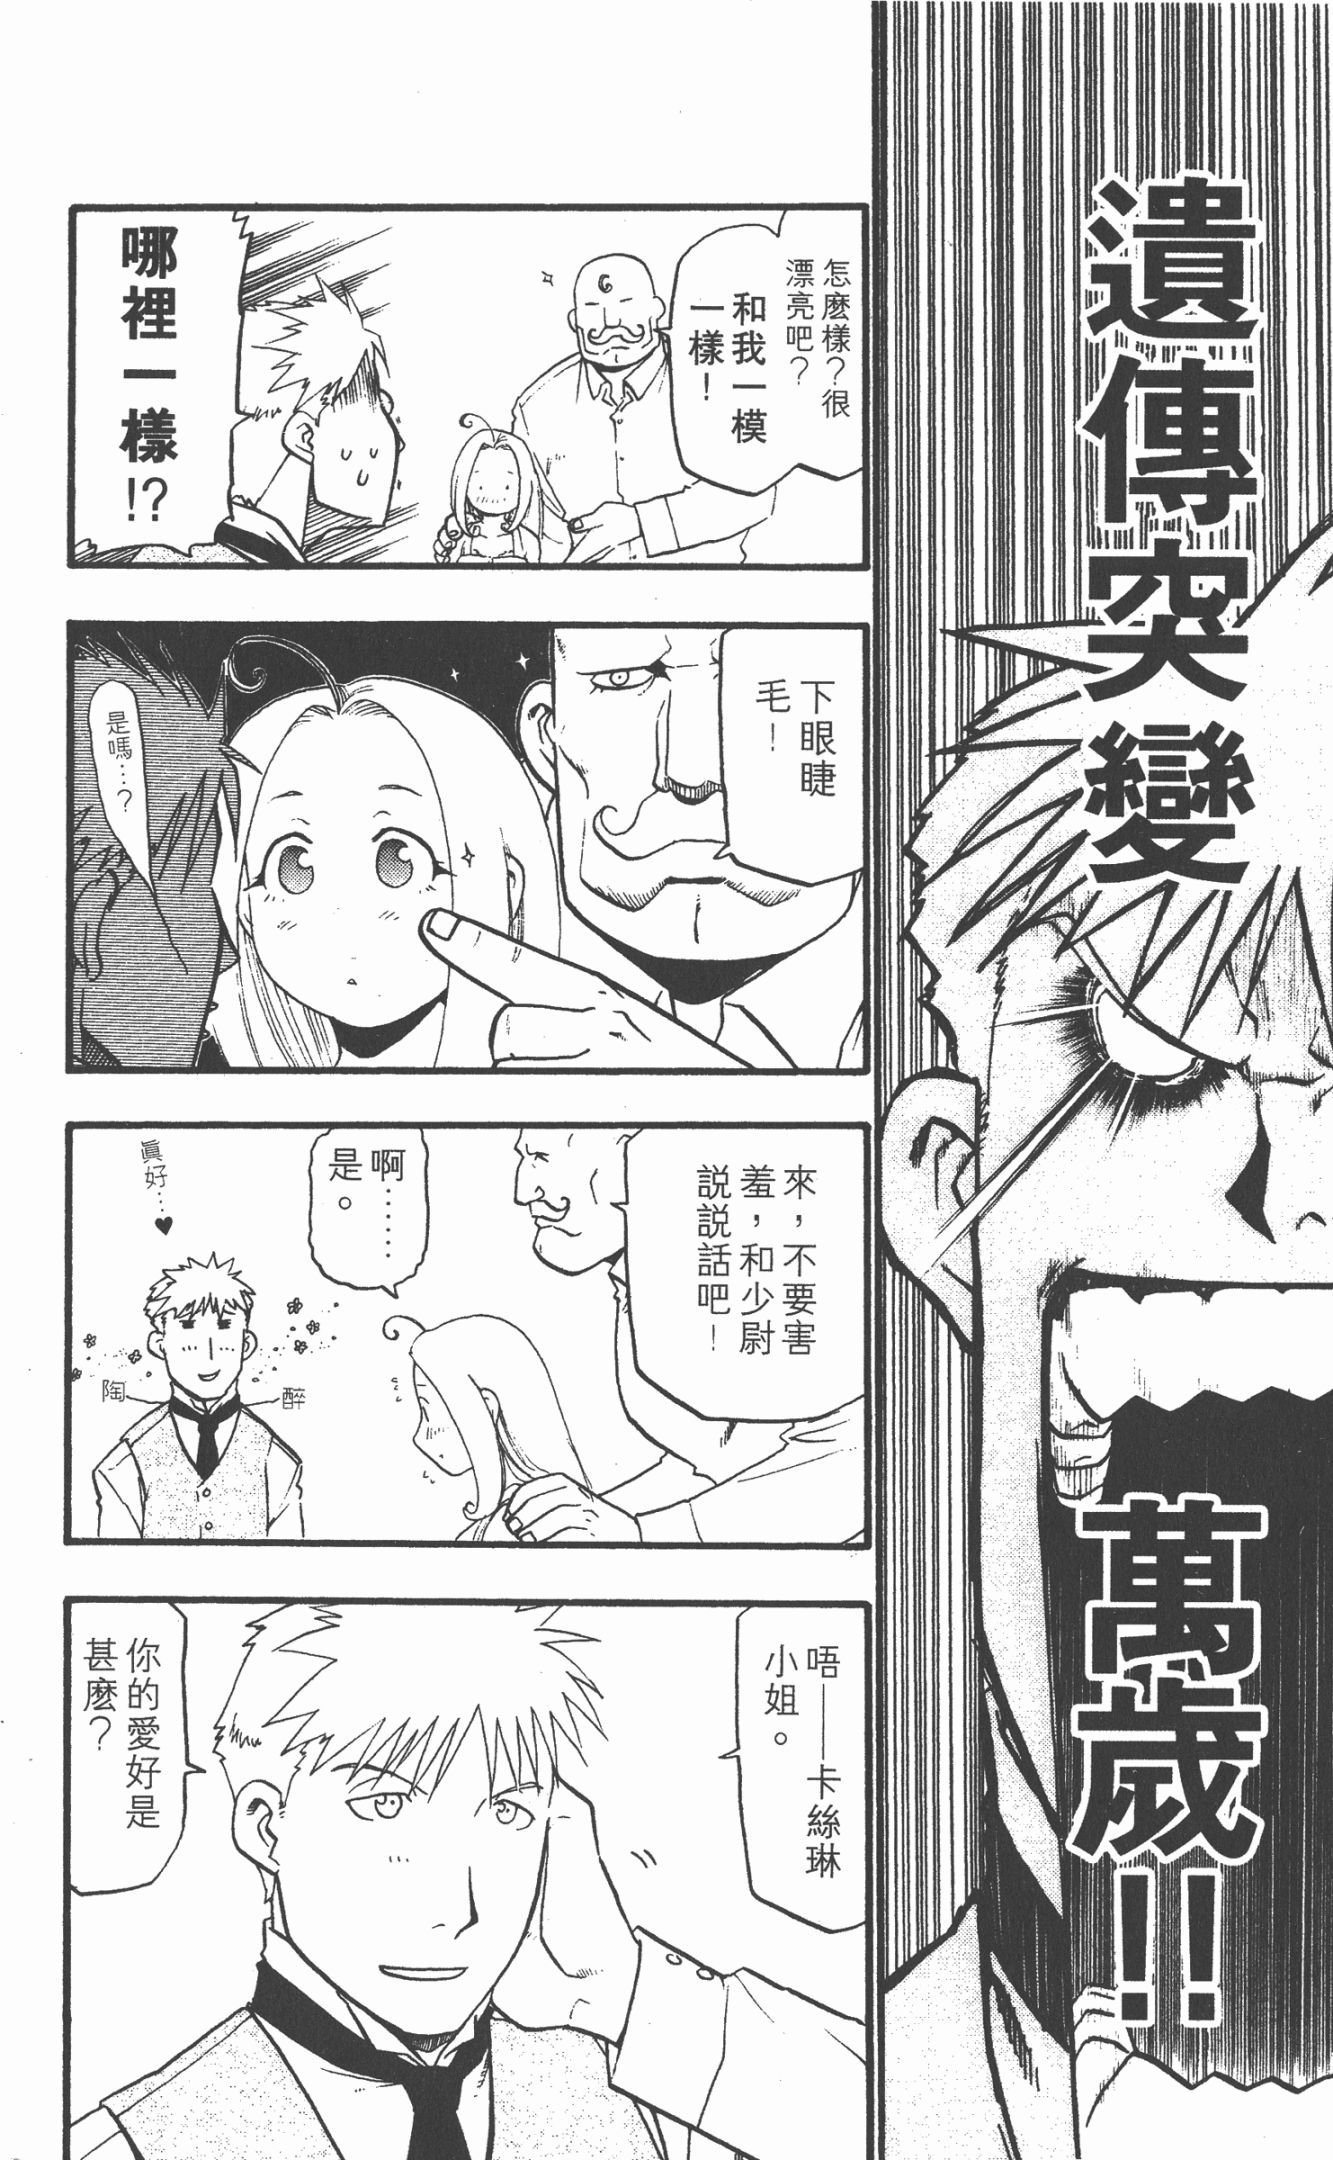 遺傳突變
萬歲!!
怎麼樣？很
漂亮吧？
和我一模
一樣！
哪裡一樣!?
下眼睫
毛！
是嗎…？
來，不要害
羞，和少尉
説説話吧！
啊……
是。
眞好…♥
陶
醉
唔——卡絲琳
小姐。
你的愛好是
甚麼？